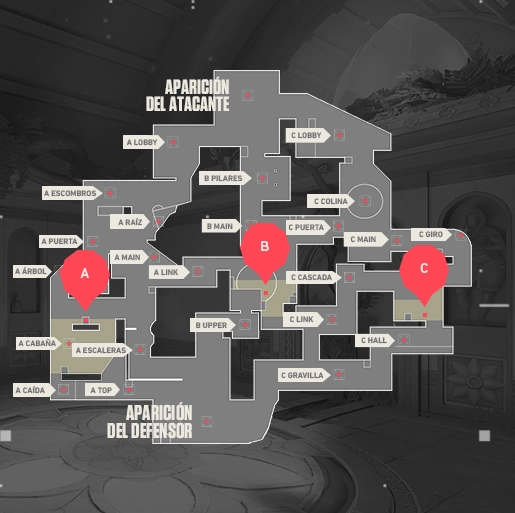 APARICIÓN
DEL ATACANTE
A LOBBY
C LOBBY
B PILARES
A ESCOMBROS
C COLINA
A RAÍZ
B MAIN
C PUERTA
C GIRO
A PUERTA
C MAIN
B
A MAIN
A ÁRBOL
A
A LINK
C CASCADA
C
B UPPER
C LINK
A CABAÑA
A ESCALERAS
C HALL
C GRAVILLA
A CAÍDA
A TOP
APARICIÓN
DEL DEFENSOR